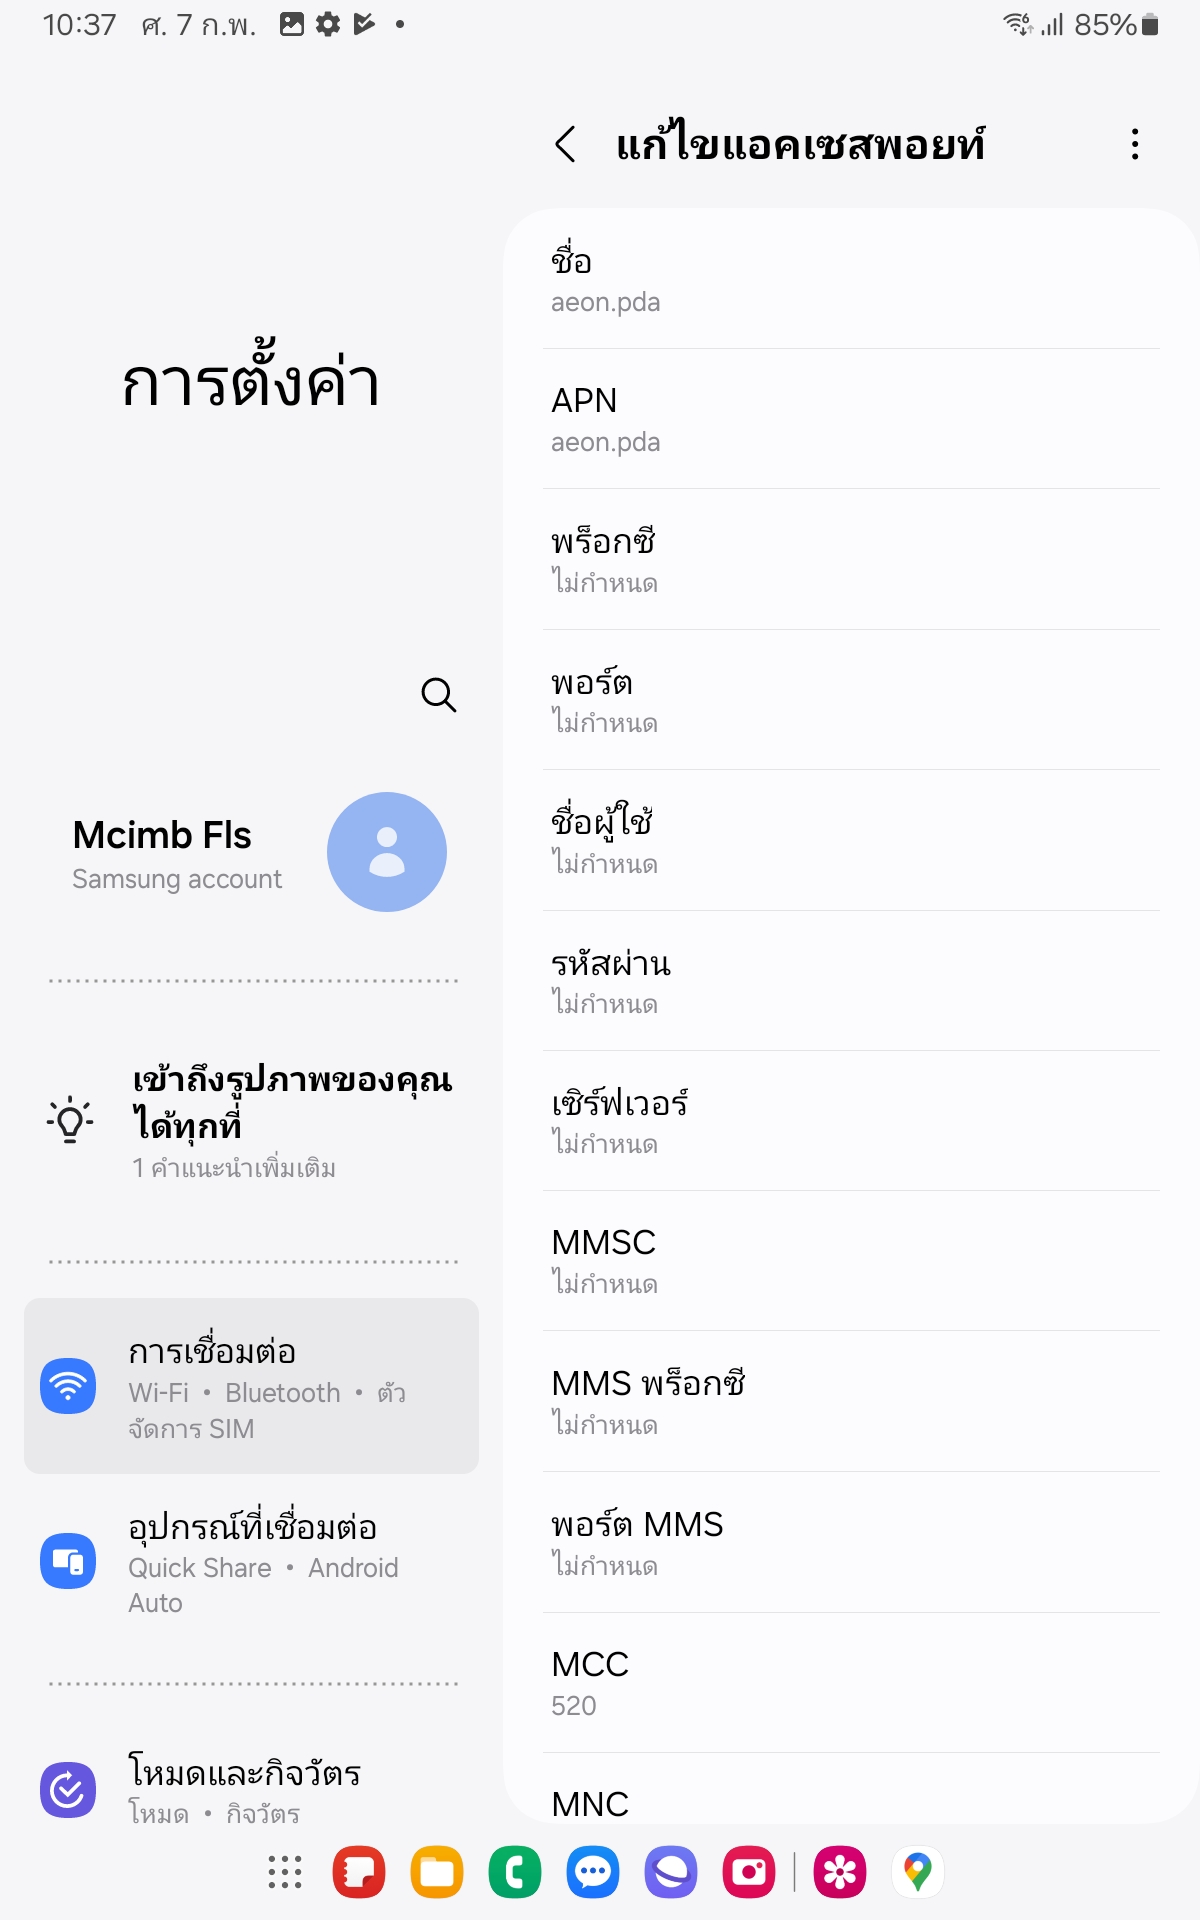 10:37 ศ. 7 ก.พ.
85%
การตั้งค่า
Mcimb Fls
Samsung account
เข้าถึงรูปภาพของคุณ
ได้ทุกที่
1 คำแนะนำเพิ่มเติม
การเชื่อมต่อ
Wi-Fi • Bluetooth • ตัว
จัดการ SIM
อุปกรณ์ที่เชื่อมต่อ
Quick Share • Android
Auto
โหมดและกิจวัตร
โหมด • กิจวัตร
แก้ไขแอคเซสพอยท์
ชื่อ
aeon.pda
APN
aeon.pda
พร็อกซี
ไม่กำหนด
พอร์ต
ไม่กำหนด
ชื่อผู้ใช้
ไม่กำหนด
รหัสผ่าน
ไม่กำหนด
เซิร์ฟเวอร์
ไม่กำหนด
MMSC
ไม่กำหนด
MMS พร็อกซี
ไม่กำหนด
พอร์ต MMS
ไม่กำหนด
MCC
520
MNC